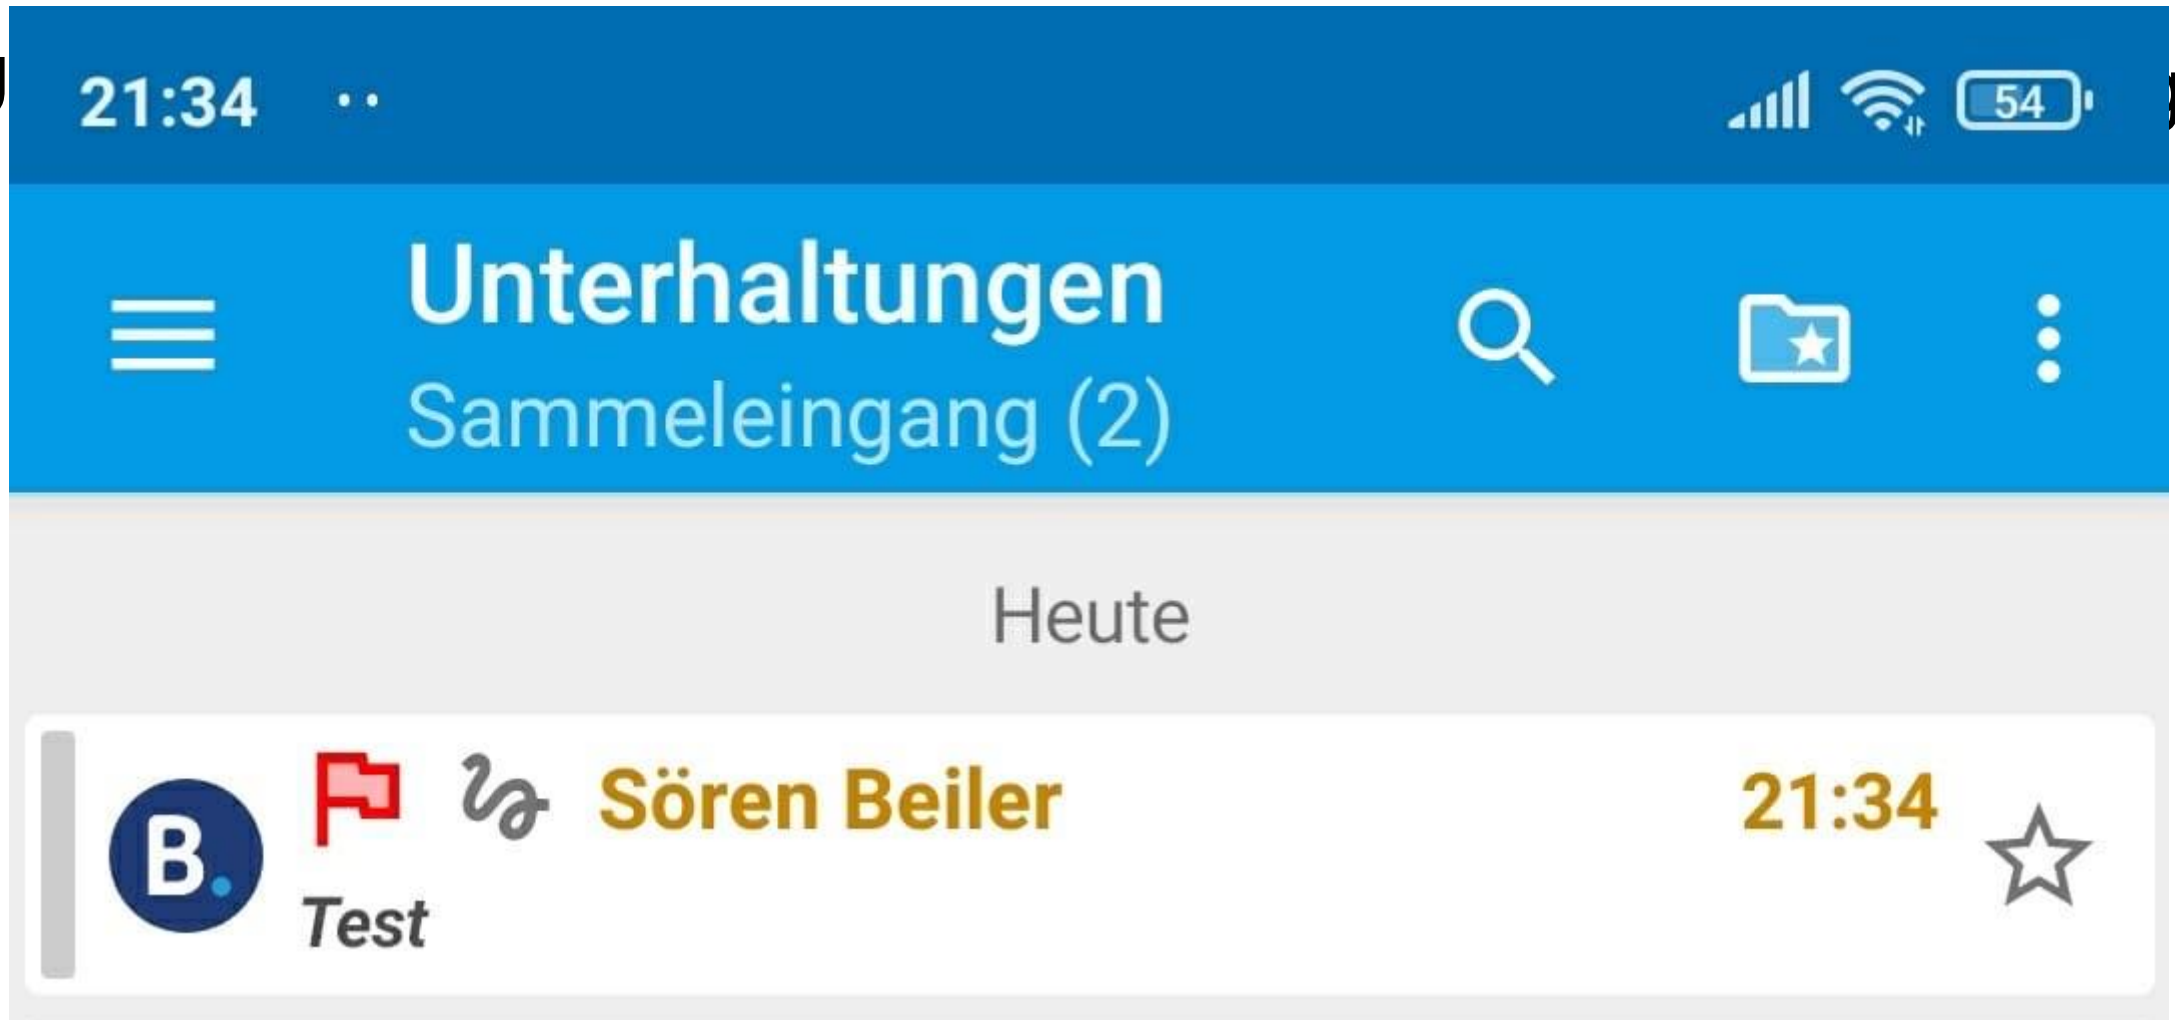 21:34
54
Unterhaltungen
Sammeleingang (2)
Heute
B.
Sören Beiler
21:34
Test